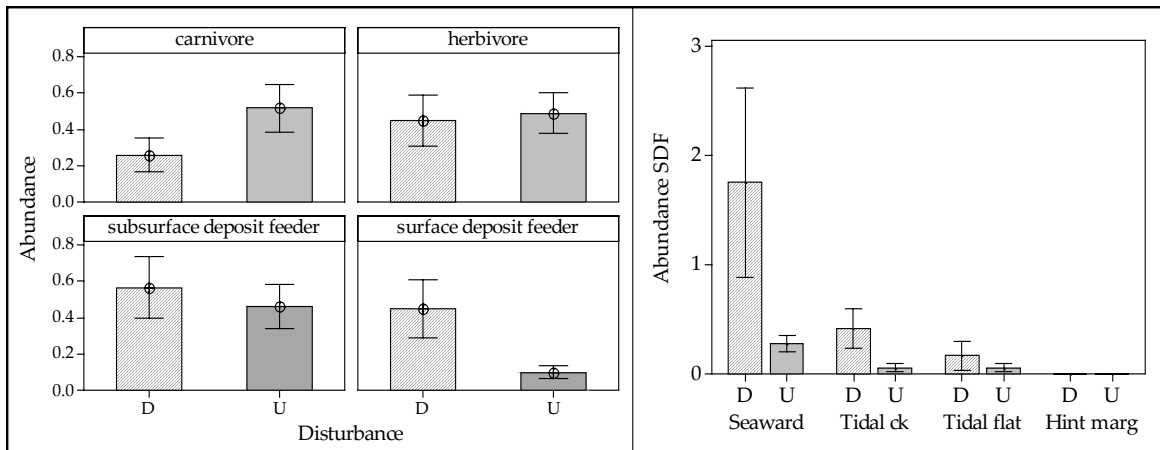 carnivore
herbivore
0.8
0.6
0.4
0.2
0.0
Abundance
subsurface deposit feeder
surface deposit feeder
0.8
0.6
0.4
0.2
0.0
D
U
D
U
Disturbance
3
2
1
0
Abundance SDF
D U D U D U D U
Seaward Tidal ck Tidal flat Hint marg